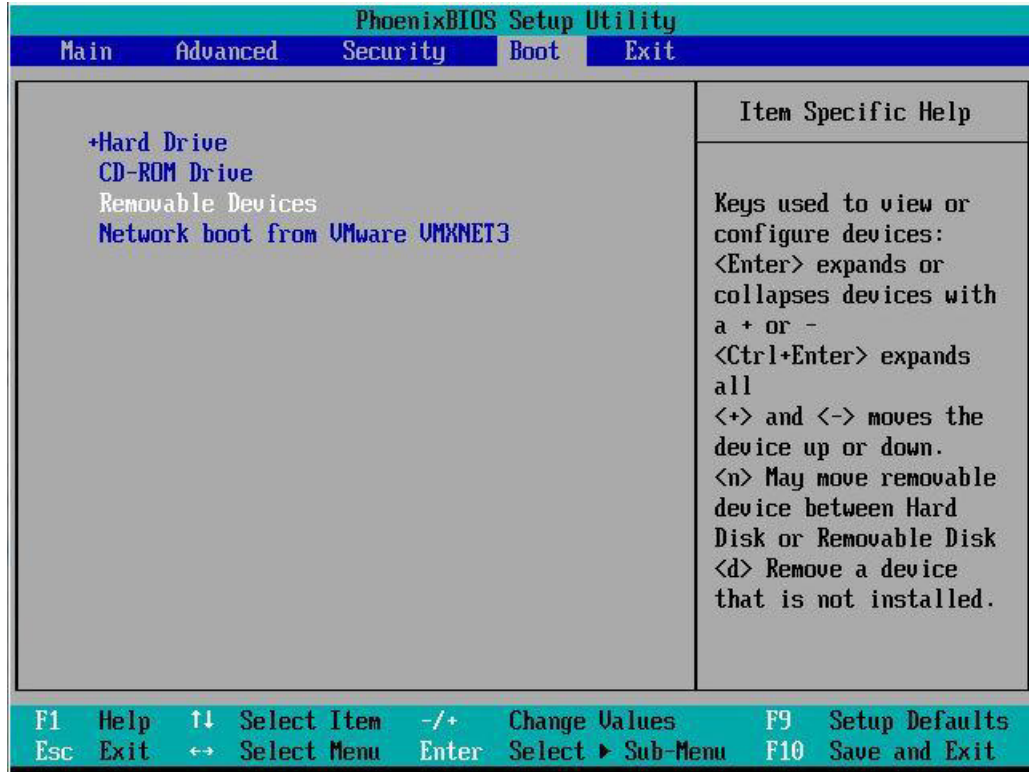 PhoenixBIOS Setup Utility
Main Advanced Security Boot Exit
+Hard Drive
CD-ROM Drive
Removable Devices
Network boot from VMware VMXNET3
Item Specific Help
Keys used to view or
configure devices:
<Enter> expands or
collapses devices with
a + or -
<Ctrl+Enter> expands
all
<+> and <-> moves the
device up or down.
<n> May move removable
device between Hard
Disk or Removable Disk
<d> Remove a device
that is not installed.
F1 Help ↑↓ Select Item -/+ Change Values F9 Setup Defaults
Esc Exit ↔ Select Menu Enter Select ▶ Sub-Menu F10 Save and Exit